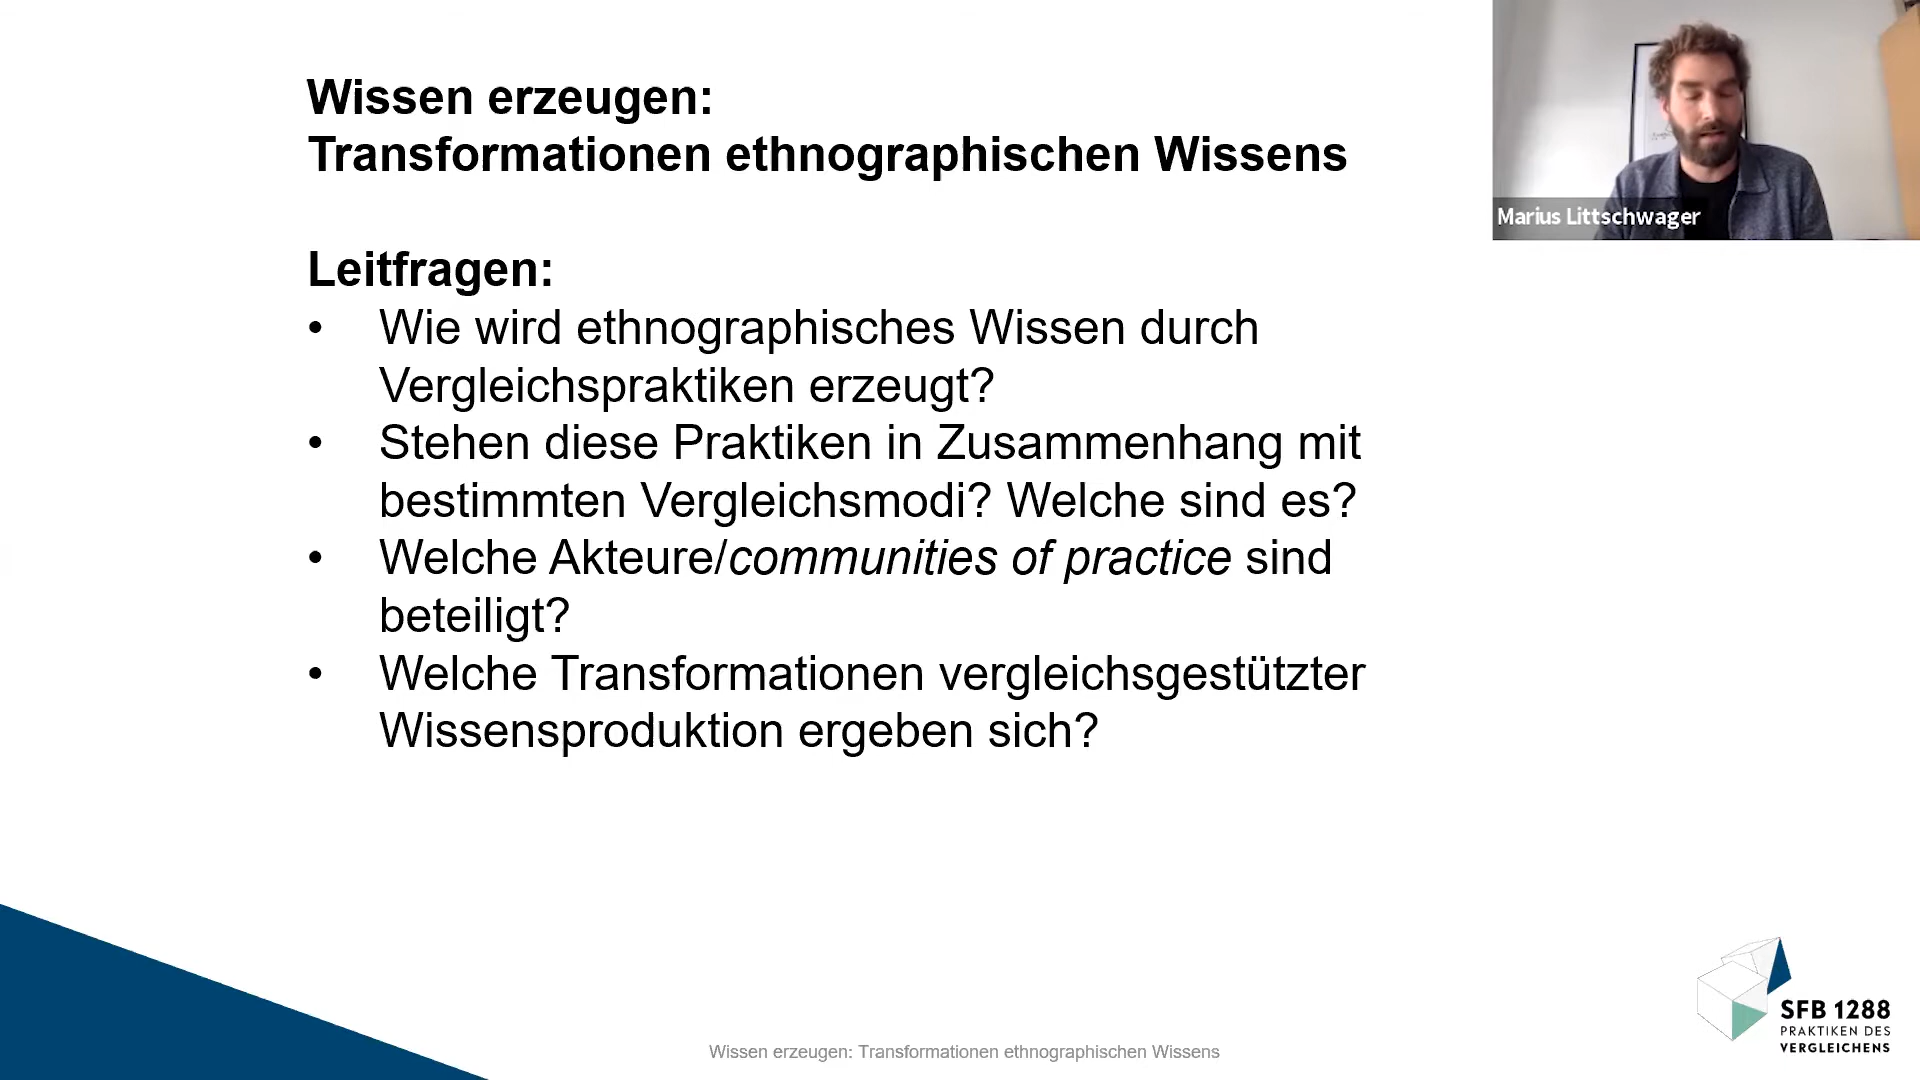 Wissen erzeugen:
Transformationen ethnographischen Wissens
Leitfragen:
• Wie wird ethnographisches Wissen durch
Vergleichspraktiken erzeugt?
• Stehen diese Praktiken in Zusammenhang mit
bestimmten Vergleichsmodi? Welche sind es?
• Welche Akteure/communities of practice sind
beteiligt?
• Welche Transformationen vergleichsgestützter
Wissensproduktion ergeben sich?
Marius Littschwager
SFB 1288
PRAKTIKEN DES
VERGLEICHENS
Wissen erzeugen: Transformationen ethnographischen Wissens